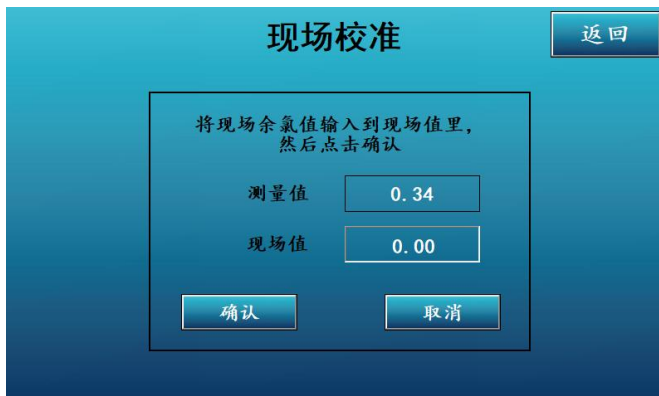 现场校准
返回
将现场余氯值输入到现场值里,
然后点击确认
测量值 0.34
现场值 0.00
确认 取消